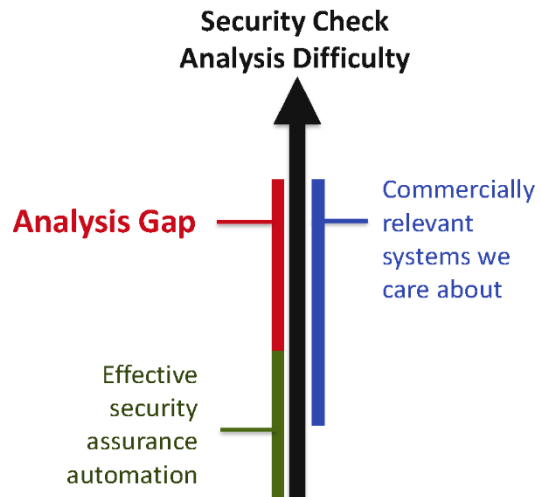 Security Check
Analysis Difficulty
Analysis Gap
Commercially
relevant
systems we
care about
Effective
security
assurance
automation